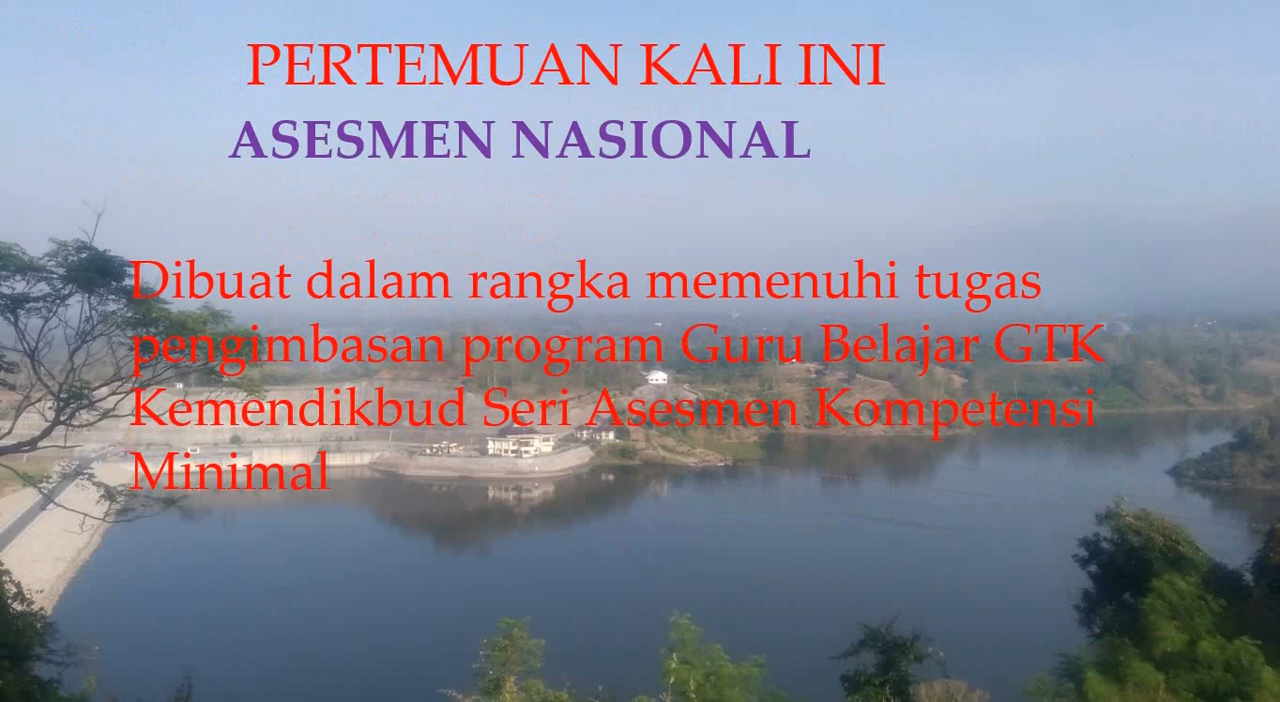 PERTEMUAN KALI INI
ASESMEN NASIONAL
Dibuat dalam rangka memenuhi tugas
pengimbasan program Guru Belajar GTK
Kemendikbud Seri Asesmen Kompetensi
Minimal